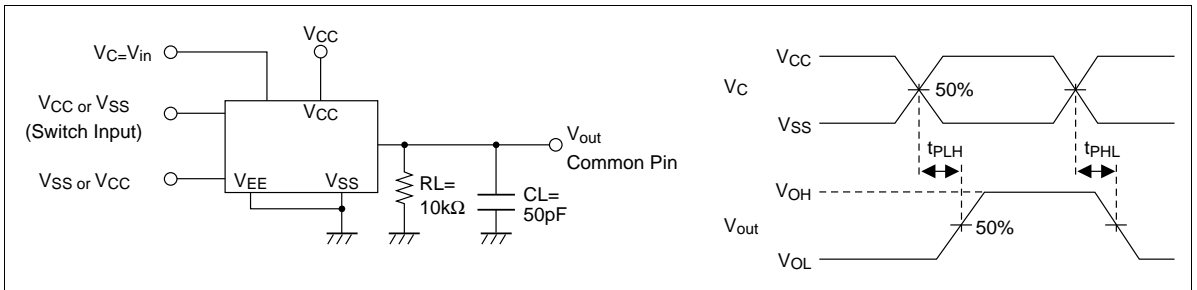 VC=Vin
VCC
VCC or VSS
(Switch Input)
VSS or VCC
VCC
VEE
VSS
RL=
10kΩ
CL=
50pF
Vout
Common Pin
VCC
VC
VSS
50%
tPLH
tPHL
VOH
Vout
50%
VOL